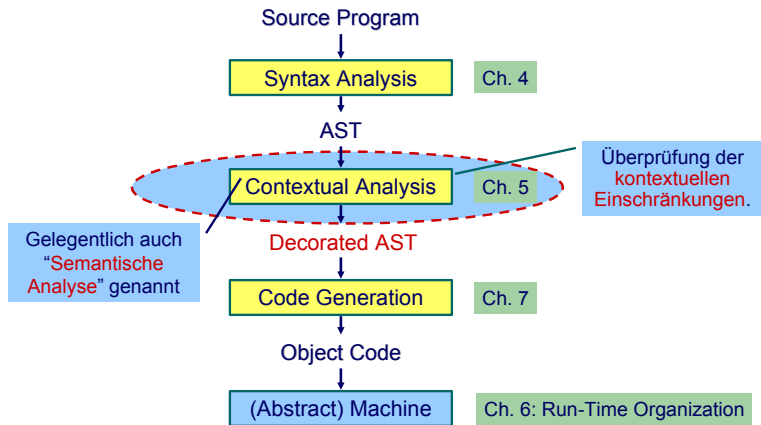 Source Program
Syntax Analysis
Ch. 4
AST
Contextual Analysis
Ch. 5
Überprüfung der
kontextuellen
Einschränkungen.
Gelegentlich auch
“Semantische
Analyse” genannt
Decorated AST
Code Generation
Ch. 7
Object Code
(Abstract) Machine
Ch. 6: Run-Time Organization